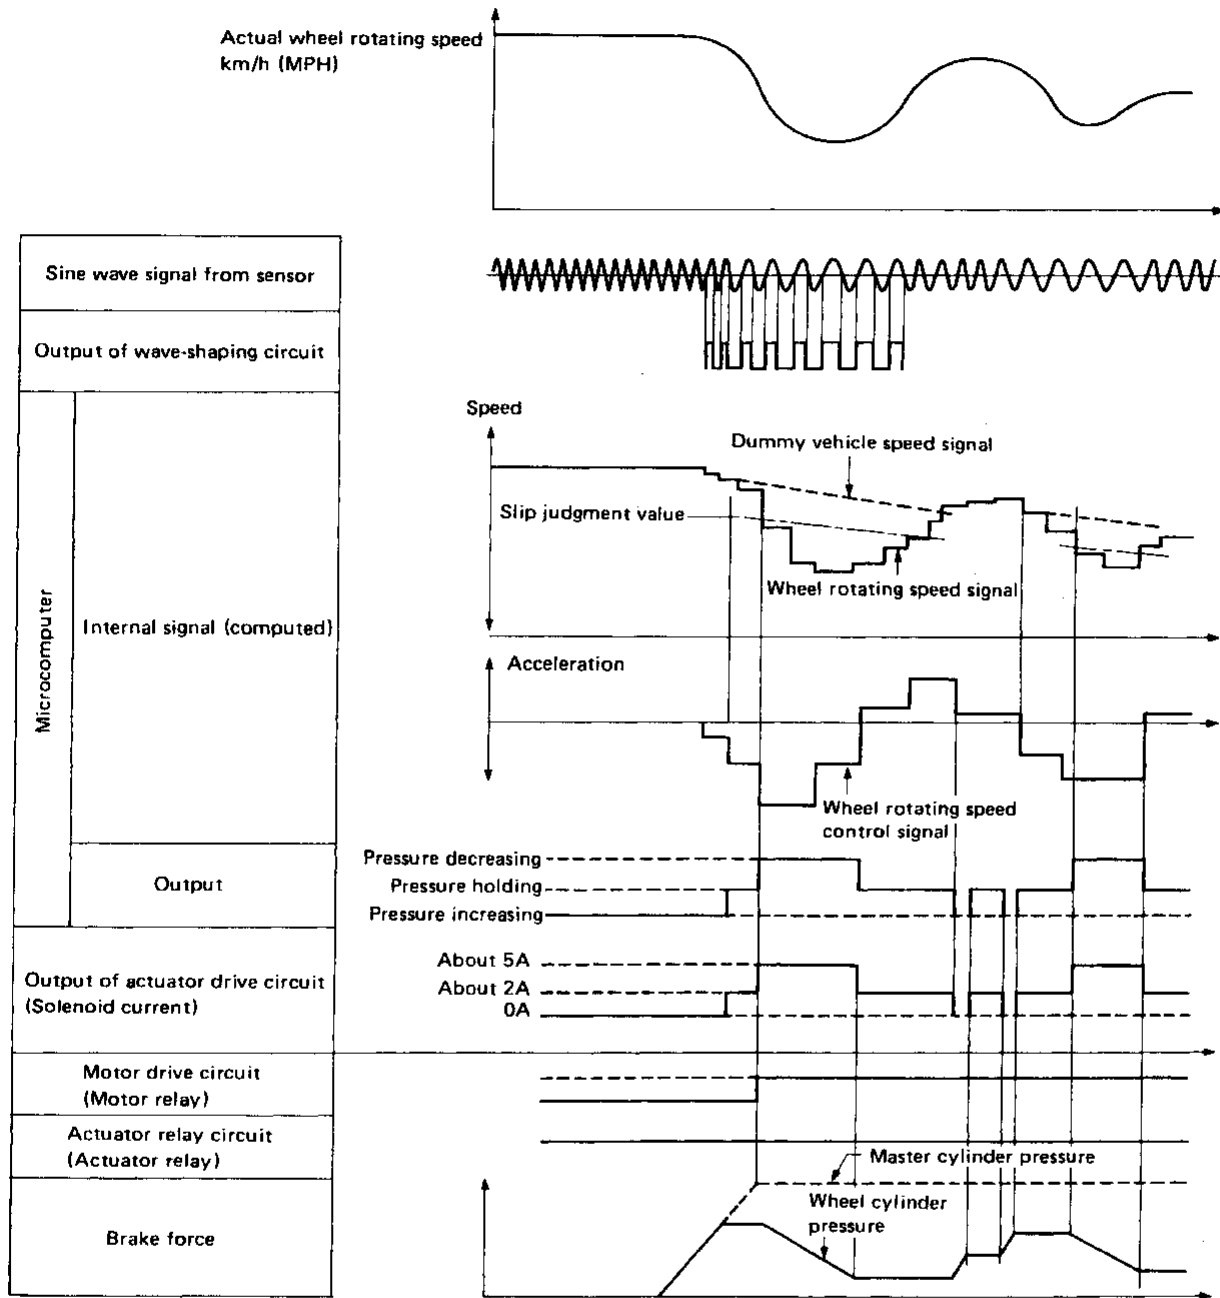 Actual wheel rotating speed
km/h (MPH)
Sine wave signal from sensor
Output of wave-shaping circuit
Speed
Dummy vehicle speed signal
Slip judgment value
Wheel rotating speed signal
Microcomputer
Internal signal (computed)
Acceleration
Wheel rotating speed
control signal
Output
Pressure decreasing
Pressure holding
Pressure increasing
Output of actuator drive circuit
(Solenoid current)
About 5A
About 2A
0A
Motor drive circuit
(Motor relay)
Actuator relay circuit
(Actuator relay)
Master cylinder pressure
Wheel cylinder
pressure
Brake force